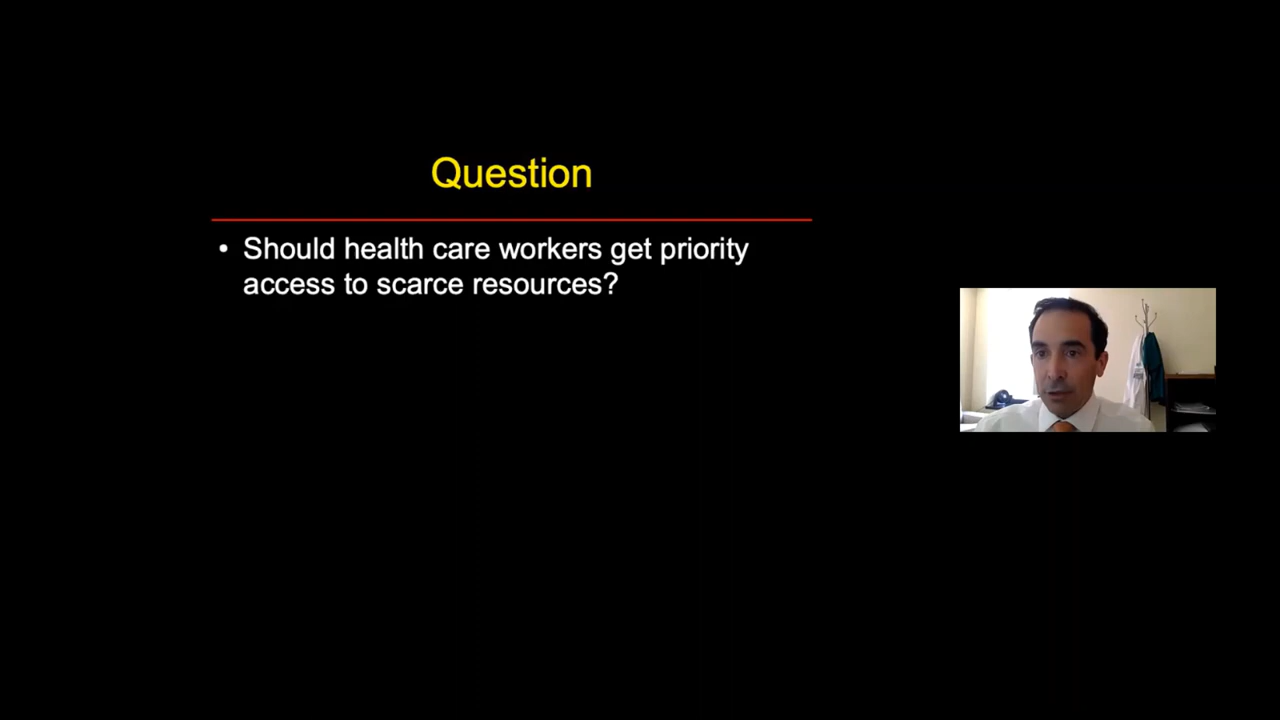 Question
• Should health care workers get priority
access to scarce resources?